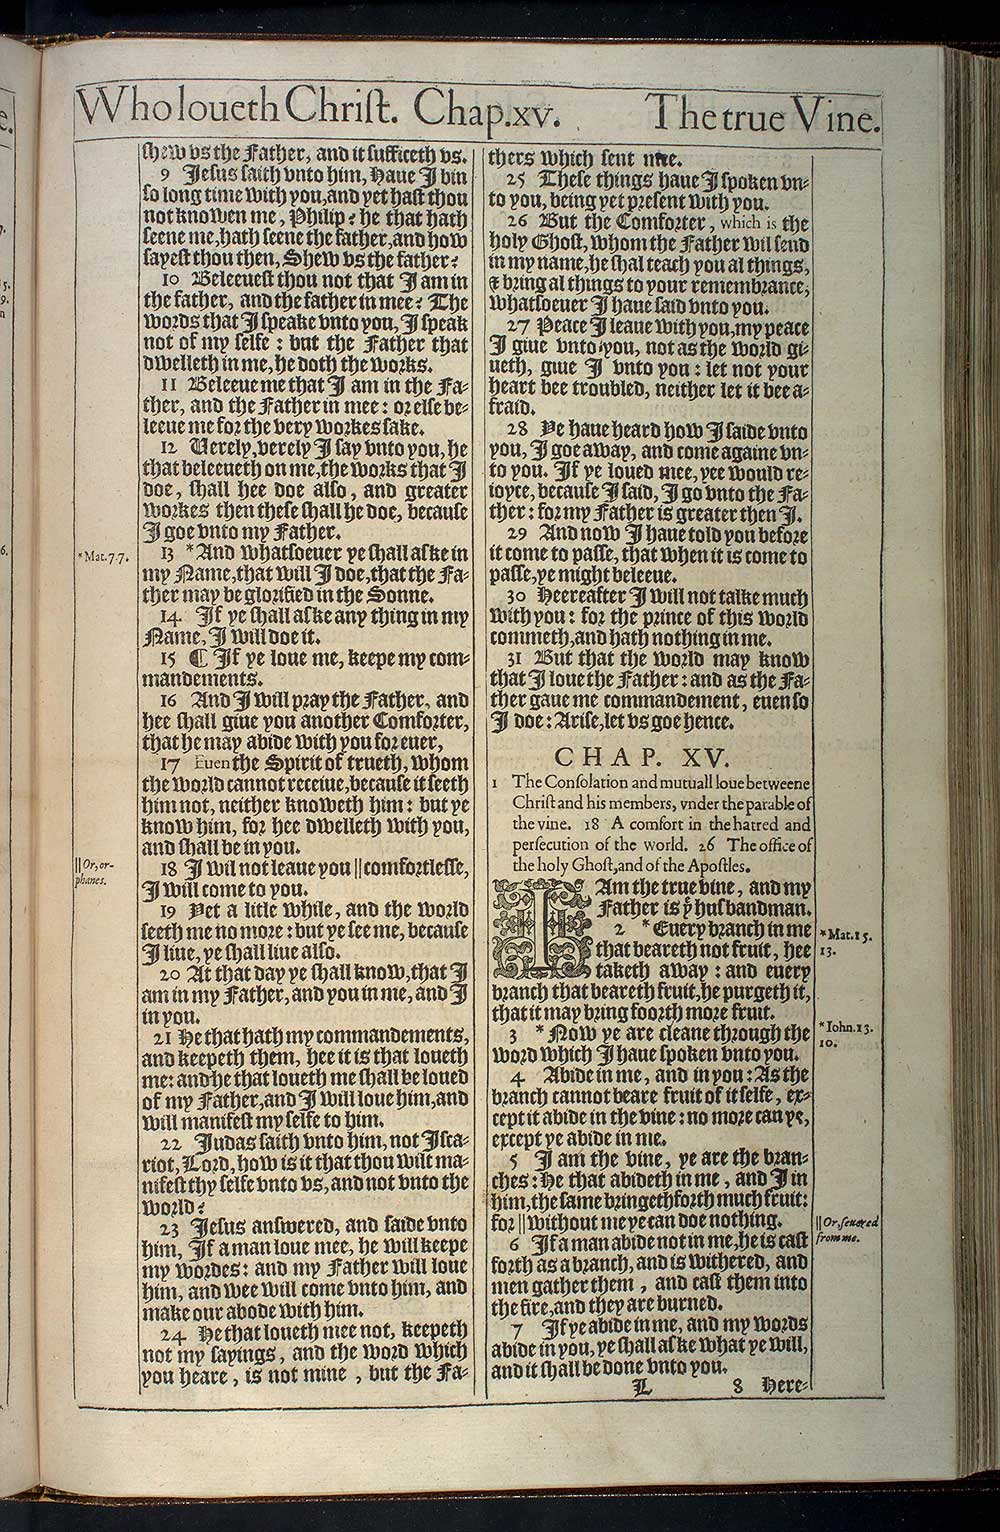 Who loueth Christ. Chap.xv. The true Vine.
shew vs the Father, and it sufficeth vs.
9 Jesus saith vnto him, Haue I bin
so long time with you,and yet hast thou
not knowen me, Philip? he that hath
seene me,hath seene the father,and how
sayest thou then, Shew vs the father?
10 Beleeuest thou not that I am in
the father, and the father in mee? The
words that I speake vnto you, I speak
not of my selfe : but the Father that
dwelleth in me, he doth the works.
11 Beleeue me that I am in the Fa-
ther, and the Father in mee: or else be-
leeue me for the very workes sake.
12 Uerely,verely I say vnto you, he
that beleeueth on me,the works that I
doe, shall hee doe also, and greater
workes then these shall he doe, because
I goe vnto my Father.
*Mat.7.7.
13 *And whatsoeuer ye shall aske in
my Name,that will I doe,that the Fa-
ther may be glorified in the Sonne.
14 If ye shall aske any thing in my
Name, I will doe it.
15 ¶ If ye loue me, keepe my com-
mandements.
16 And I will pray the Father, and
hee shall giue you another Comforter,
that he may abide with you for euer,
17 Euen the Spirit of trueth, whom
the world cannot receiue,because it seeth
him not, neither knoweth him: but ye
know him, for hee dwelleth with you,
and shall be in you.
||Or,or-
phanes.
18 I wil not leaue you ||comfortlesse,
I will come to you.
19 Yet a litle while, and the world
seeth me no more: but ye see me, because
I liue, ye shall liue also.
20 At that day ye shall know,that I
am in my Father, and you in me, and I
in you.
21 He that hath my commandements,
and keepeth them, hee it is that loueth
me: and he that loueth me shall be loued
of my Father,and I will loue him,and
will manifest my selfe to him.
22 Judas saith vnto him, not Isca-
riot, Lord, how is it that thou wilt ma-
nifest thy selfe vnto vs, and not vnto the
world?
23 Jesus answered, and saide vnto
him, If a man loue mee, he will keepe
my wordes: and my Father will loue
him, and wee will come vnto him, and
make our abode with him.
24 He that loueth mee not, keepeth
not my sayings, and the word which
you heare, is not mine, but the Fa-
thers which sent mee.
25 These things haue I spoken vn-
to you, being yet present with you.
26 But the Comforter, which is the
holy Ghost, whom the Father wil send
in my name,he shal teach you al things,
& bring al things to your remembrance,
whatsoeuer I haue said vnto you.
27 Peace I leaue with you,my peace
I giue vnto you, not as the world gi-
ueth, giue I vnto you: let not your
heart bee troubled, neither let it bee a-
fraid.
28 Ye haue heard how I saide vnto
you, I goe away, and come againe vn-
to you. If ye loued mee, yee would re-
ioyce, because I said, I go vnto the Fa-
ther: for my Father is greater then I.
29 And now I haue told you before
it come to passe, that when it is come to
passe,ye might beleeue.
30 Heereafter I will not talke much
with you: for the prince of this world
commeth,and hath nothing in me.
31 But that the world may know
that I loue the Father: and as the Fa-
ther gaue me commandement, euen so
I doe: Arise,let vs goe hence.
CHAP. XV.
1 The Consolation and mutuall loue betweene
Christ and his members, vnder the parable of
the vine. 18 A comfort in the hatred and
persecution of the world. 26 The office of
the holy Ghost,and of the Apostles.
I Am the true vine, and my
Father is yͤ husbandman.
2 *Euery branch in me
*Mat.15.
13.
that beareth not fruit, hee
taketh away: and euery
branch that beareth fruit,he purgeth it,
that it may bring foorth more fruit.
*Iohn.13.
10.
3 *Now ye are cleane through the
word which I haue spoken vnto you.
4 Abide in me, and in you: As the
branch cannot beare fruit of it selfe, ex-
cept it abide in the vine: no more can ye,
except ye abide in me.
5 I am the vine, ye are the bran-
ches: He that abideth in me, and I in
him,the same bringeth forth much fruit:
||Or,seuered
from me.
for ||without me ye can doe nothing.
6 If a man abide not in me,he is cast
forth as a branch,and is withered, and
men gather them, and cast them into
the fire,and they are burned.
7 If ye abide in me, and my words
abide in you, ye shall aske what ye will,
and it shall be done vnto you.
L 8 Here-